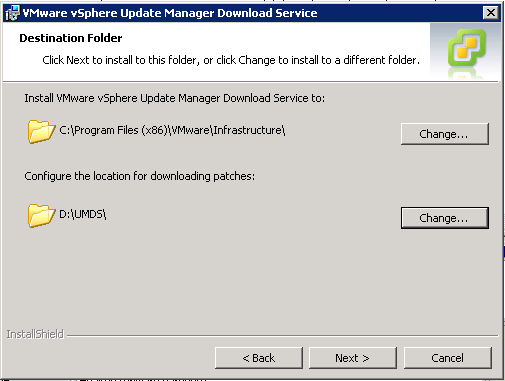 VMware vSphere Update Manager Download Service
Destination Folder
Click Next to install to this folder, or click Change to install to a different folder.
Install VMware vSphere Update Manager Download Service to:
C:\Program Files (x86)\VMware\Infrastructure\
Change...
Configure the location for downloading patches:
D:\UMDS\
Change...
InstallShield
< Back
Next >
Cancel